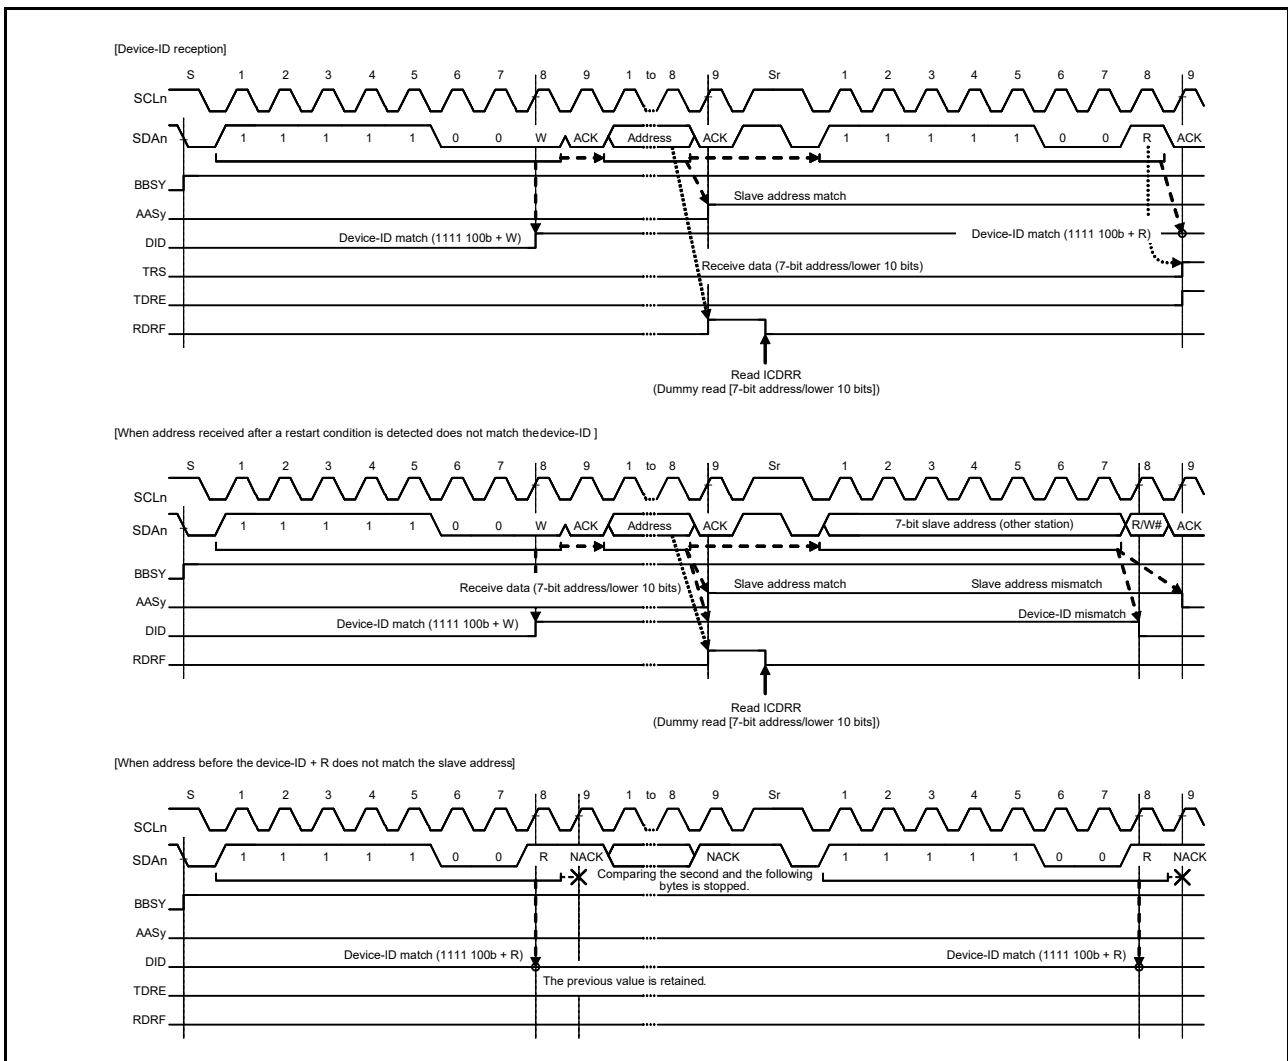 [Device-ID reception]
S 1 2 3 4 5 6 7 8 9 1 to 8 9 Sr 1 2 3 4 5 6 7 8 9
SCLn
SDAn 1 1 1 1 1 0 0 W ACK Address ACK 1 1 1 1 1 0 0 R ACK
BBSY
Slave address match
AASy
Device-ID match (1111 100b + W) Device-ID match (1111 100b + R)
DID
Receive data (7-bit address/lower 10 bits)
TRS
TDRE
RDRF
Read ICDRR
(Dummy read [7-bit address/lower 10 bits])
[When address received after a restart condition is detected does not match thedevice-ID ]
S 1 2 3 4 5 6 7 8 9 1 to 8 9 Sr 1 2 3 4 5 6 7 8 9
SCLn
SDAn 1 1 1 1 1 0 0 W ACK Address ACK 7-bit slave address (other station) R/W# ACK
BBSY
Receive data (7-bit address/lower 10 bits) Slave address match Slave address mismatch
AASy
Device-ID match (1111 100b + W) Device-ID mismatch
DID
RDRF
Read ICDRR
(Dummy read [7-bit address/lower 10 bits])
[When address before the device-ID + R does not match the slave address]
S 1 2 3 4 5 6 7 8 9 1 to 8 9 Sr 1 2 3 4 5 6 7 8 9
SCLn
SDAn 1 1 1 1 1 0 0 R NACK NACK 1 1 1 1 1 0 0 R NACK
Comparing the second and the following
bytes is stopped.
BBSY
AASy
Device-ID match (1111 100b + R) Device-ID match (1111 100b + R)
DID
The previous value is retained.
TDRE
RDRF